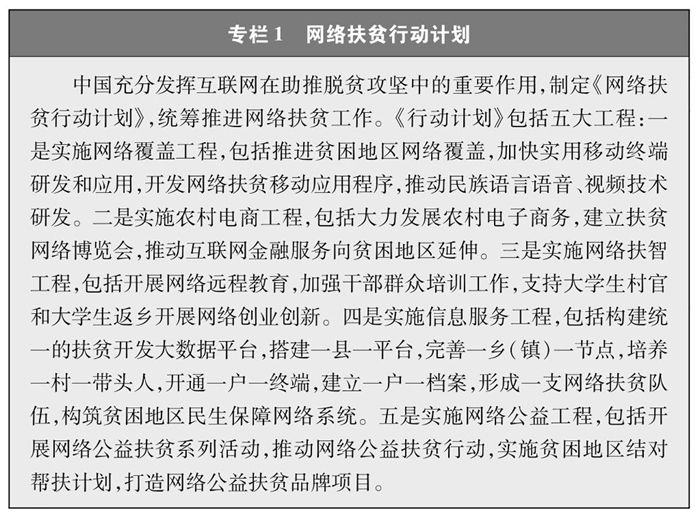 专栏1 网络扶贫行动计划
中国充分发挥互联网在助推脱贫攻坚中的重要作用,制定《网络扶
贫行动计划》,统筹推进网络扶贫工作。《行动计划》包括五大工程:一
是实施网络覆盖工程,包括推进贫困地区网络覆盖,加快实用移动终端
研发和应用,开发网络扶贫移动应用程序,推动民族语言语音、视频技术
研发。二是实施农村电商工程,包括大力发展农村电子商务,建立扶贫
网络博览会,推动互联网金融服务向贫困地区延伸。三是实施网络扶智
工程,包括开展网络远程教育,加强干部群众培训工作,支持大学生村官
和大学生返乡开展网络创业创新。四是实施信息服务工程,包括构建统
一的扶贫开发大数据平台,搭建一县一平台,完善一乡(镇)一节点,培养
一村一带头人,开通一户一终端,建立一户一档案,形成一支网络扶贫队
伍,构筑贫困地区民生保障网络系统。五是实施网络公益工程,包括开
展网络公益扶贫系列活动,推动网络公益扶贫行动,实施贫困地区结对
帮扶计划,打造网络公益扶贫品牌项目。